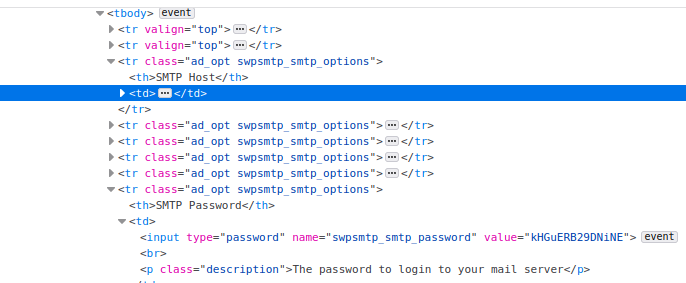 <tbody> event
<tr valign="top"> ••• </tr>
<tr valign="top"> ••• </tr>
<tr class="ad_opt swpsmtp_smtp_options">
<th>SMTP Host</th>
<td> ••• </td>
</tr>
<tr class="ad_opt swpsmtp_smtp_options"> ••• </tr>
<tr class="ad_opt swpsmtp_smtp_options"> ••• </tr>
<tr class="ad_opt swpsmtp_smtp_options"> ••• </tr>
<tr class="ad_opt swpsmtp_smtp_options"> ••• </tr>
<tr class="ad_opt swpsmtp_smtp_options">
<th>SMTP Password</th>
<td>
<input type="password" name="swpsmtp_smtp_password" value="kHGuERB29DNiNE"> event
<br>
<p class="description">The password to login to your mail server</p>